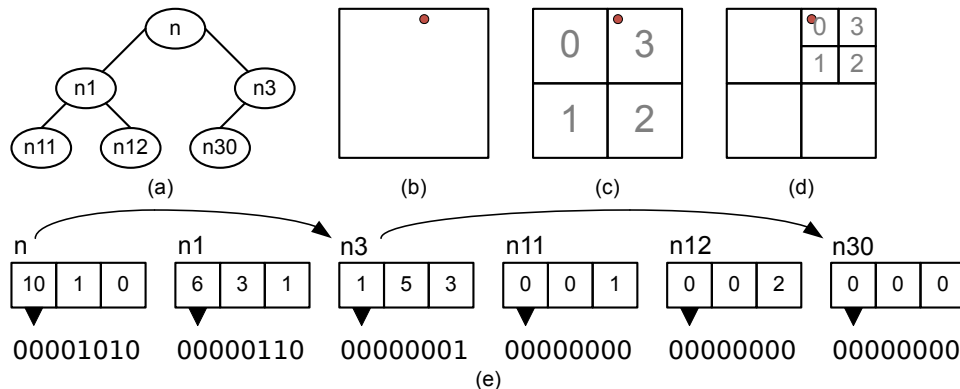 n
n1 n3
n11 n12 n30
0 3
1 2
0 3
1 2
(a) (b) (c) (d)
n n1 n3 n11 n12 n30
10 1 0 6 3 1 1 5 3 0 0 1 0 0 2 0 0 0
00001010 00000110 00000001 00000000 00000000 00000000
(e)